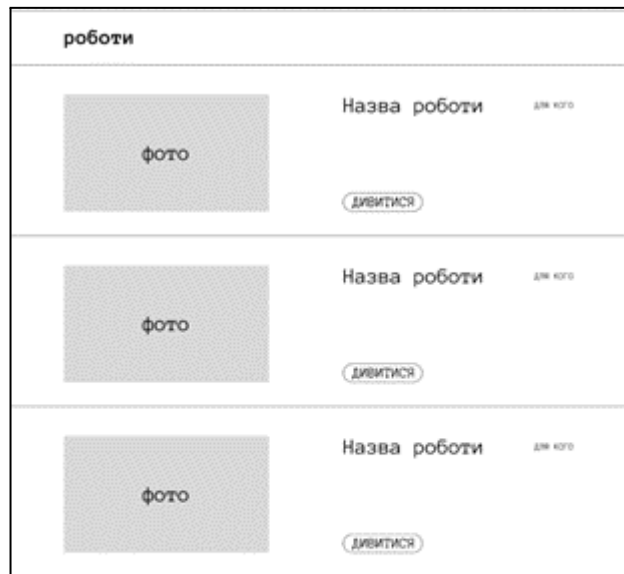 роботи
Назва роботи
для кого
фото
дивитися
Назва роботи
для кого
фото
дивитися
Назва роботи
для кого
фото
дивитися